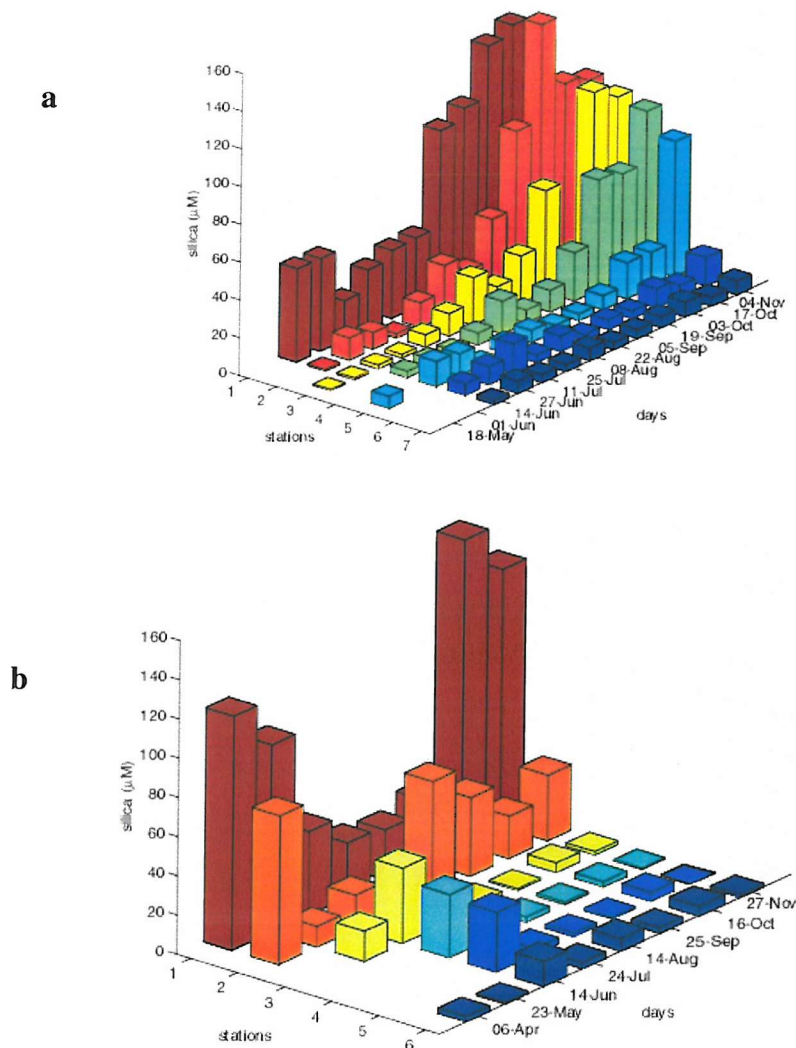 a
160
140
120
100
80
60
40
20
0
silica (µM)
1
2
3
4
5
6
7
stations
18-May
01-Jun
14-Jun
27-Jun
11-Jul
25-Jul
08-Aug
22-Aug
05-Sep
19-Sep
03-Oct
17-Oct
04-Nov
days
b
160
140
120
100
80
60
40
20
0
silica (µM)
1
2
3
4
5
6
stations
06-Apr
23-May
14-Jun
24-Jul
14-Aug
25-Sep
16-Oct
27-Nov
days